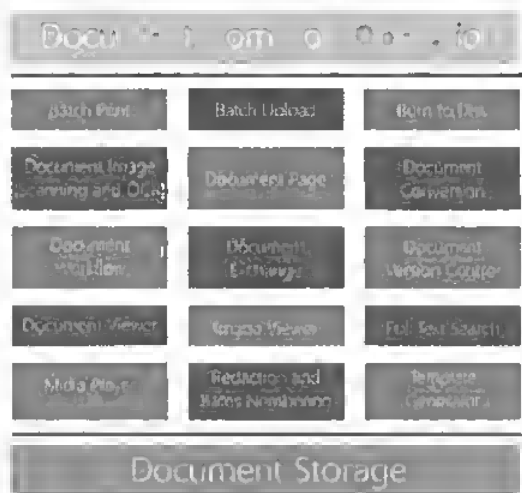 Batch Print
Batch Upload
Burn to Disc
Document Image
Scanning and OCR
Document Page
Document
Conversion
Document
Workflow
Document
Exchange
Document
Version Control
Document Viewer
Viewer
Full Text Search
Media Player
Redaction and
Bates Numbering
Template
Document Storage